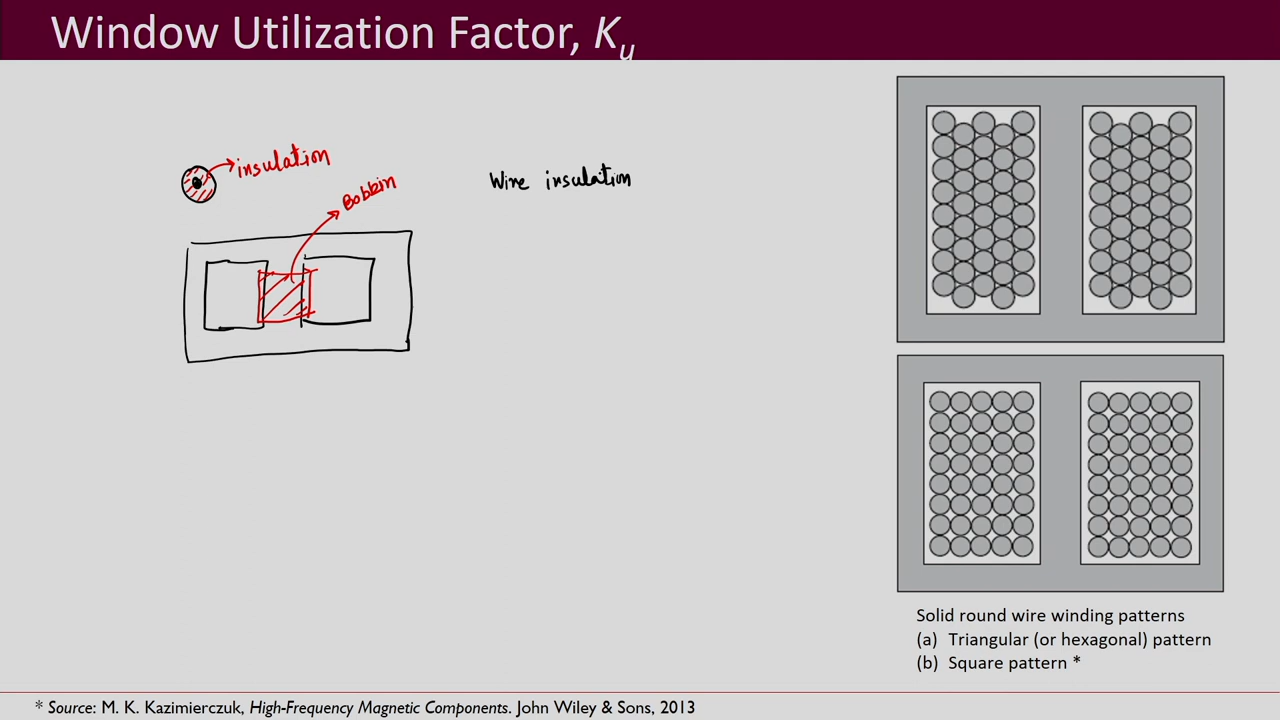 Window Utilization Factor, Ku
insulation
Bobbin
Wire insulation
Solid round wire winding patterns
(a) Triangular (or hexagonal) pattern
(b) Square pattern *
* Source: M. K. Kazimierczuk, High-Frequency Magnetic Components. John Wiley & Sons, 2013